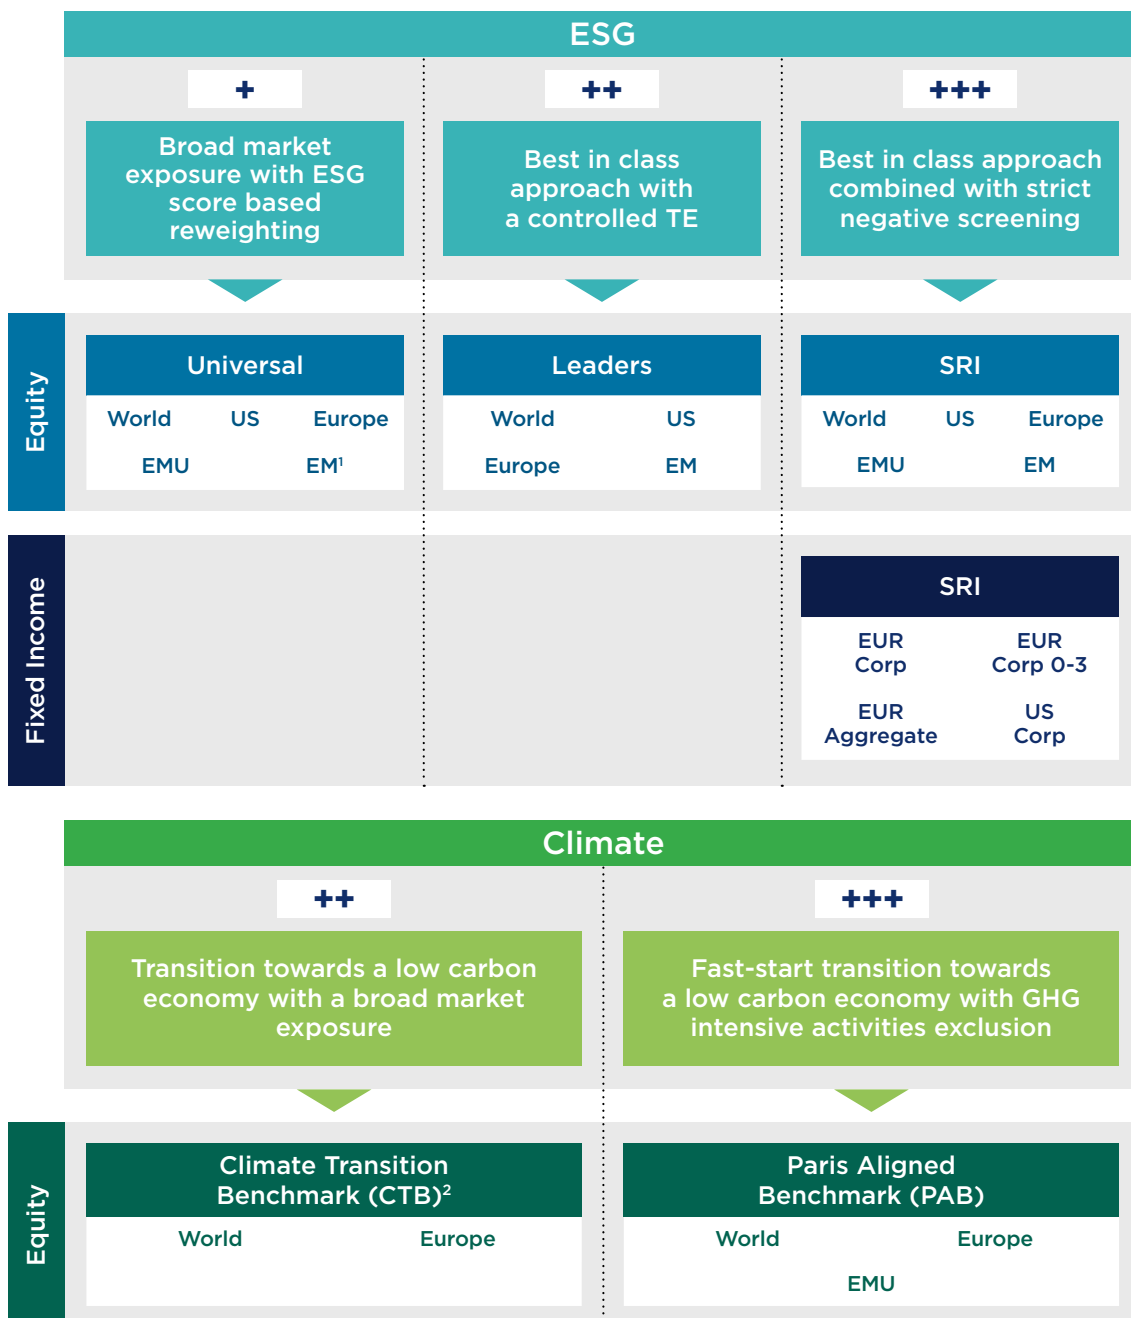 ESG
+
++
+++
Broad market
exposure with ESG
score based
reweighting
Best in class
approach with
a controlled TE
Best in class approach
combined with strict
negative screening
Equity
Universal
World US Europe
EMU EM¹
Leaders
World US
Europe EM
SRI
World US Europe
EMU EM
Fixed Income
SRI
EUR
Corp
EUR
Corp 0-3
EUR
Aggregate
US
Corp
Climate
++
+++
Transition towards a low carbon
economy with a broad market
exposure
Fast-start transition towards
a low carbon economy with GHG
intensive activities exclusion
Equity
Climate Transition
Benchmark (CTB)²
World Europe
Paris Aligned
Benchmark (PAB)
World Europe
EMU